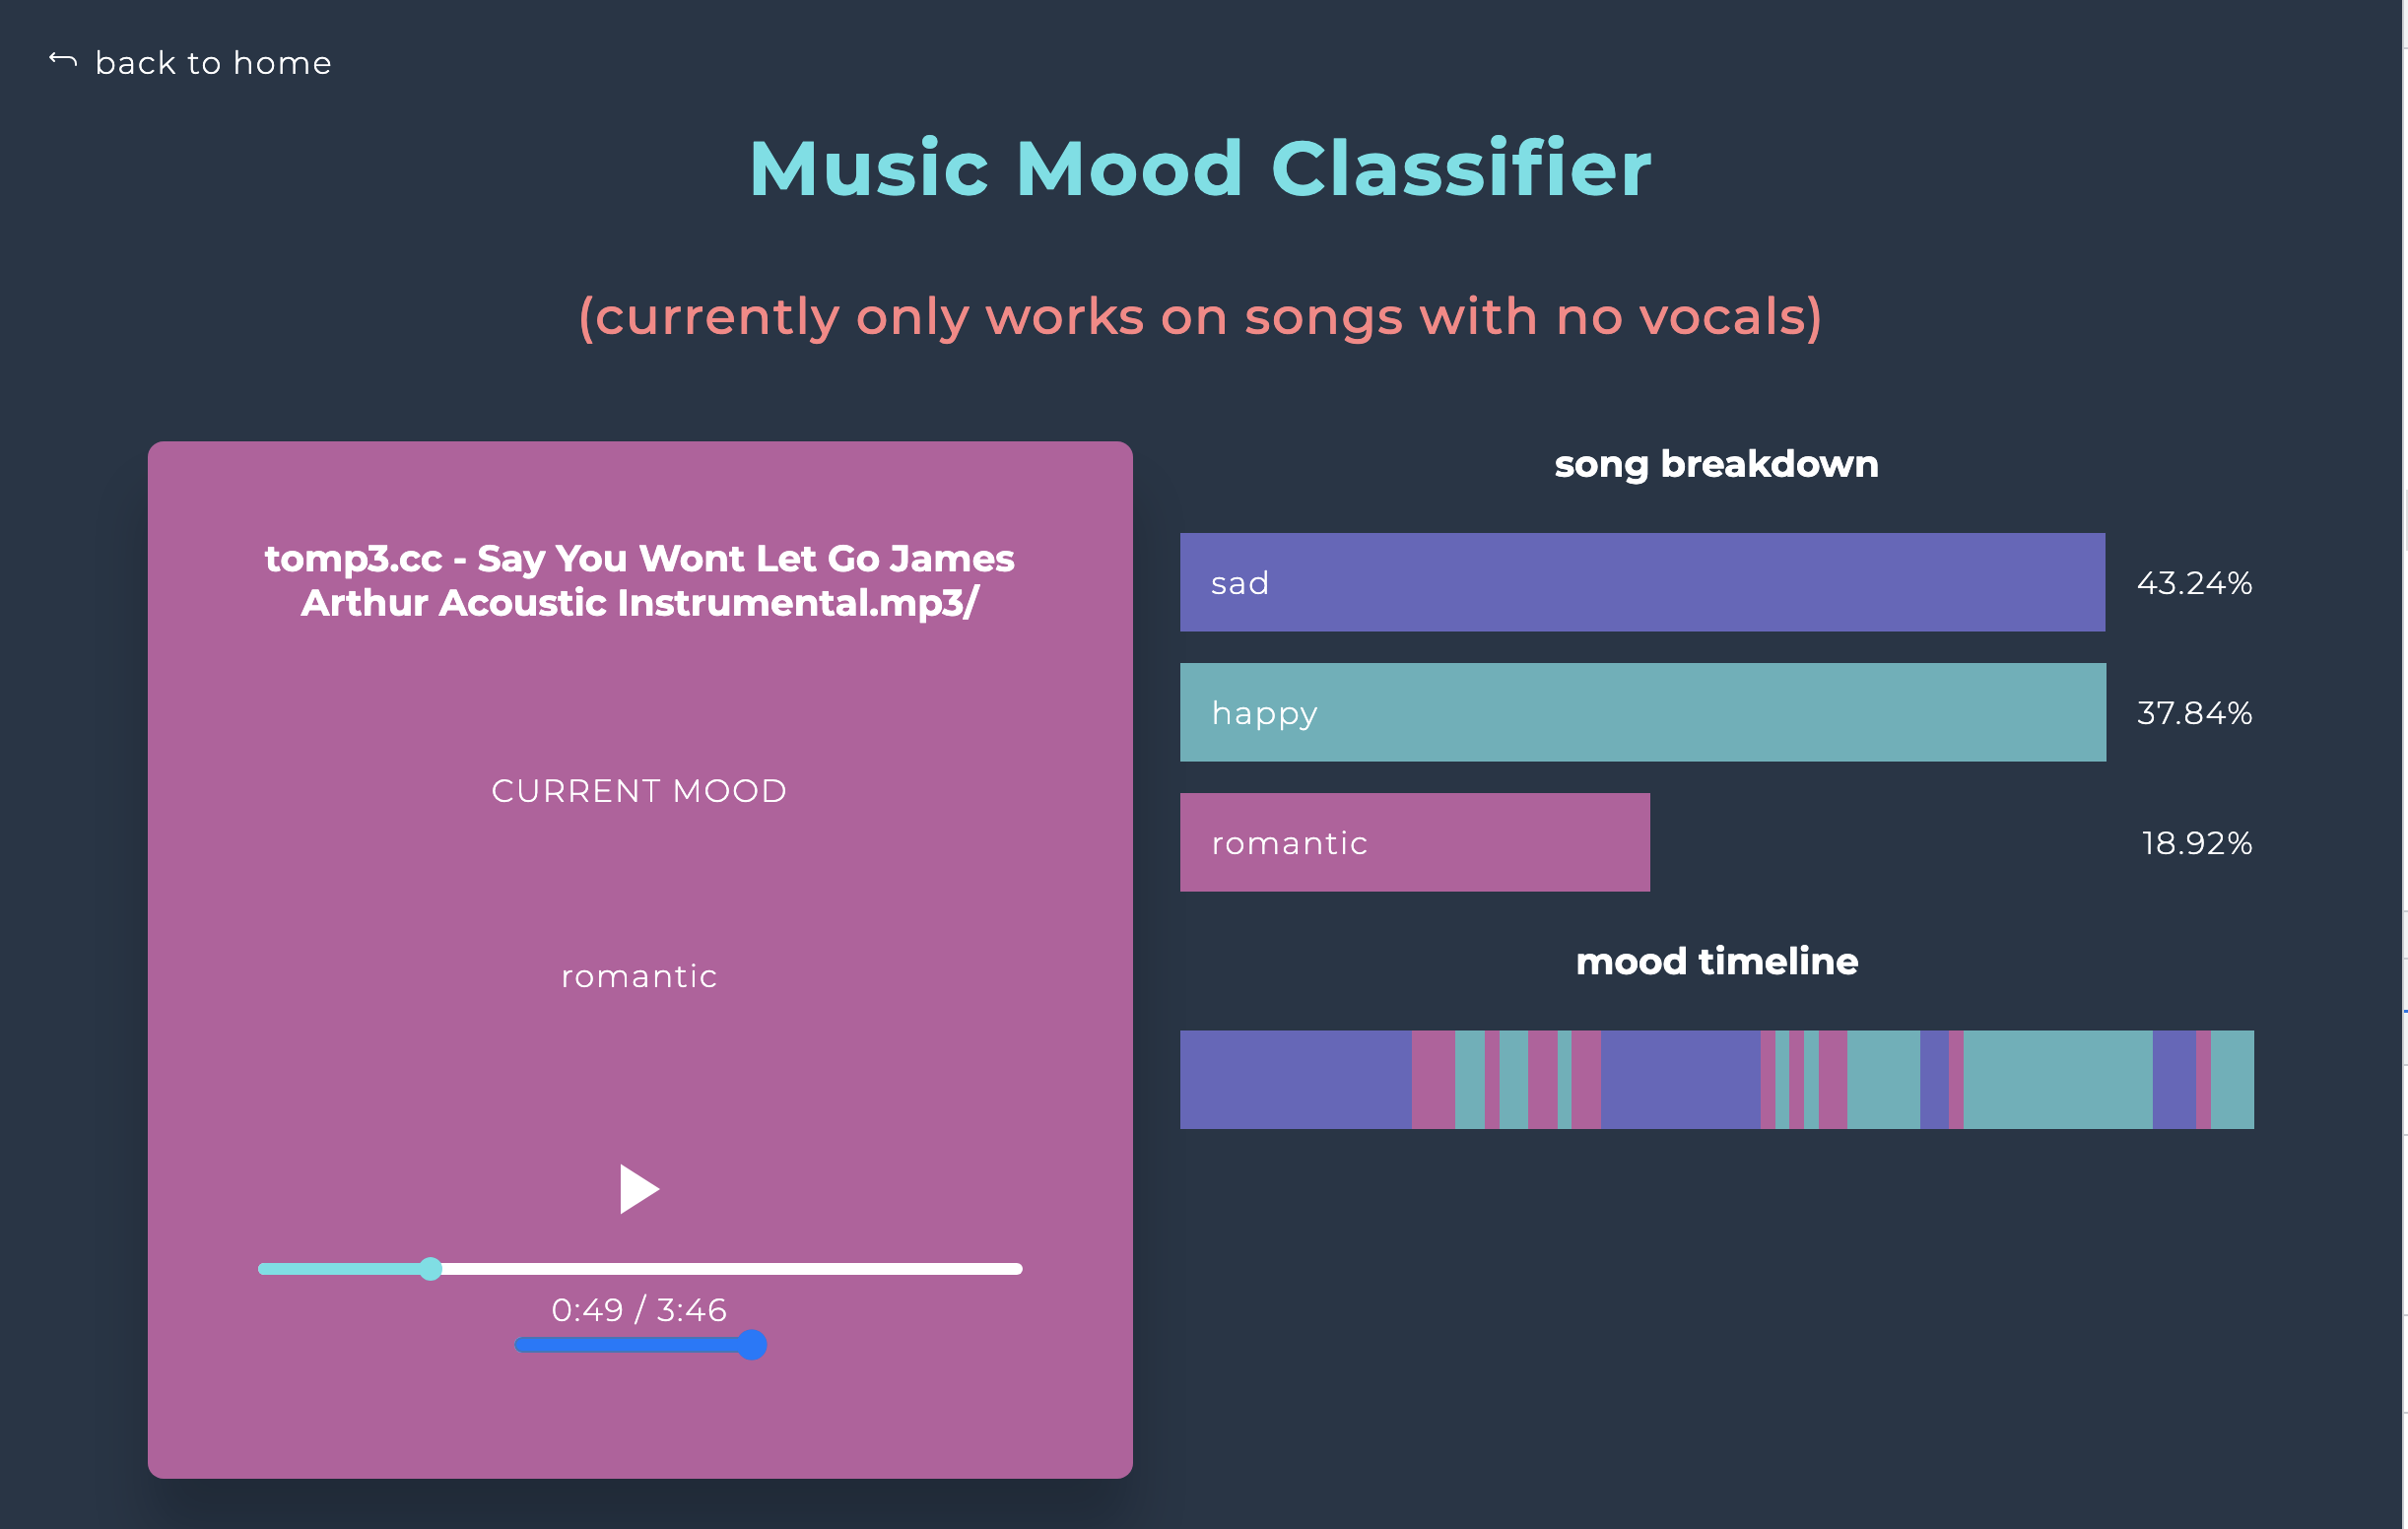 back to home
Music Mood Classifier
(currently only works on songs with no vocals)
tomp3.cc - Say You Wont Let Go James
Arthur Acoustic Instrumental.mp3/
CURRENT MOOD
romantic
0:49 / 3:46
song breakdown
sad 43.24%
happy 37.84%
romantic 18.92%
mood timeline